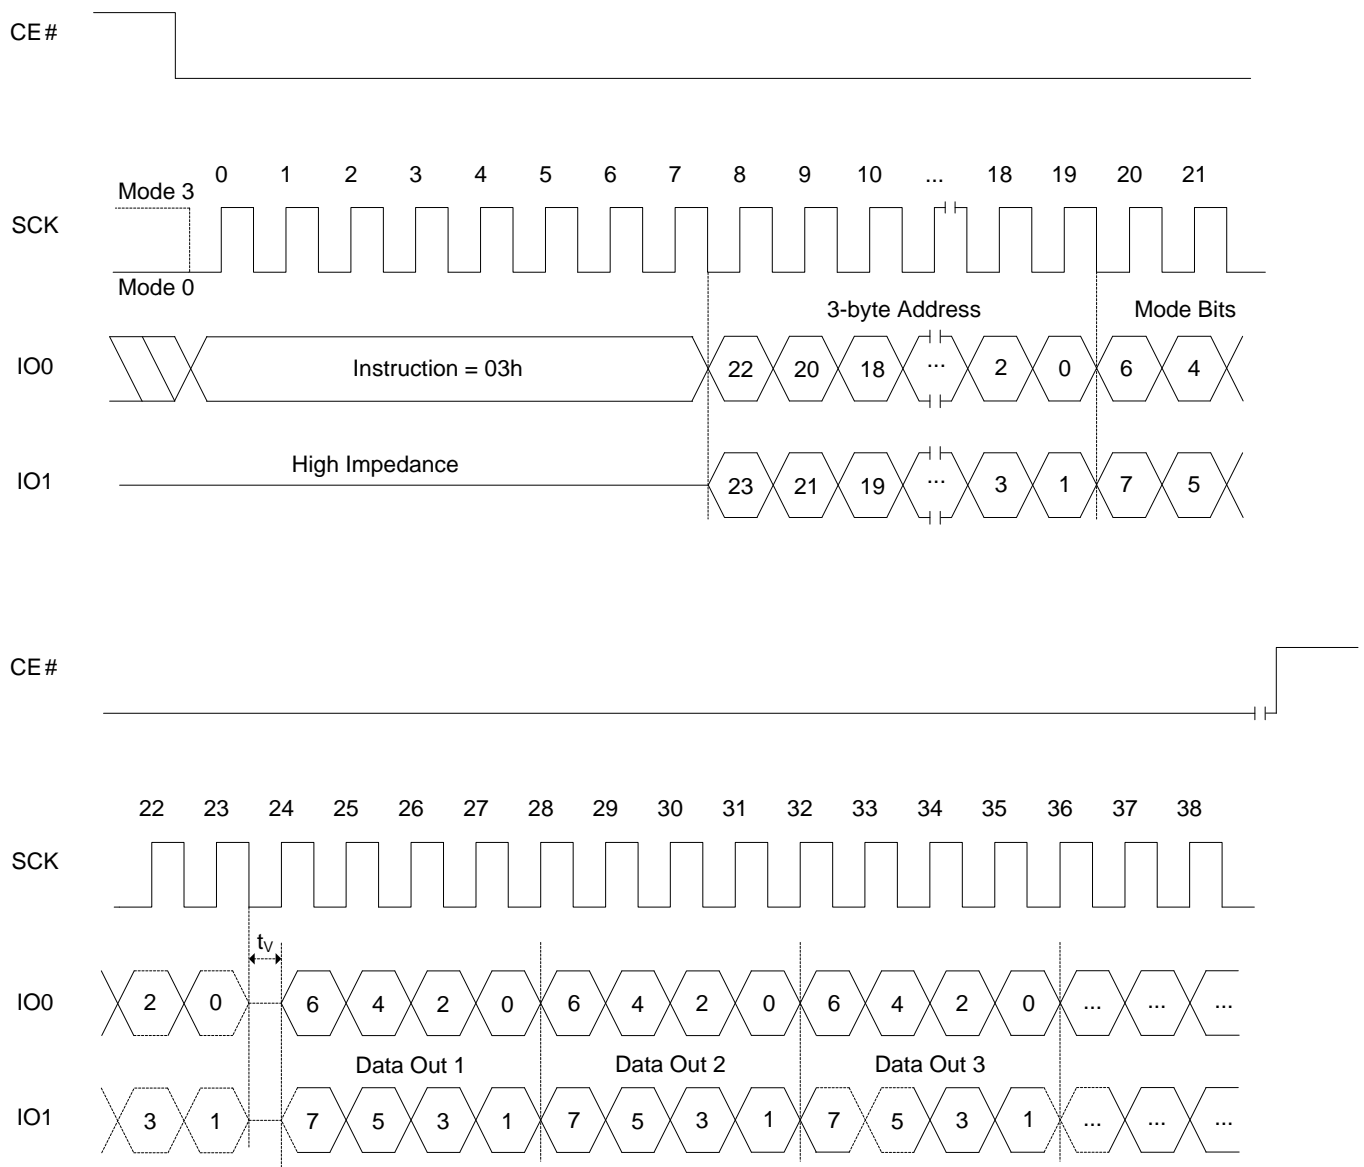 CE#
0 1 2 3 4 5 6 7 8 9 10 ... 18 19 20 21
Mode 3
SCK
Mode 0
3-byte Address Mode Bits
IO0 Instruction = 03h 22 20 18 ... 2 0 6 4
High Impedance
IO1 23 21 19 ... 3 1 7 5
CE#
22 23 24 25 26 27 28 29 30 31 32 33 34 35 36 37 38
SCK
tV
IO0 2 0 6 4 2 0 6 4 2 0 6 4 2 0 ... ... ...
Data Out 1 Data Out 2 Data Out 3
IO1 3 1 7 5 3 1 7 5 3 1 7 5 3 1 ... ... ...